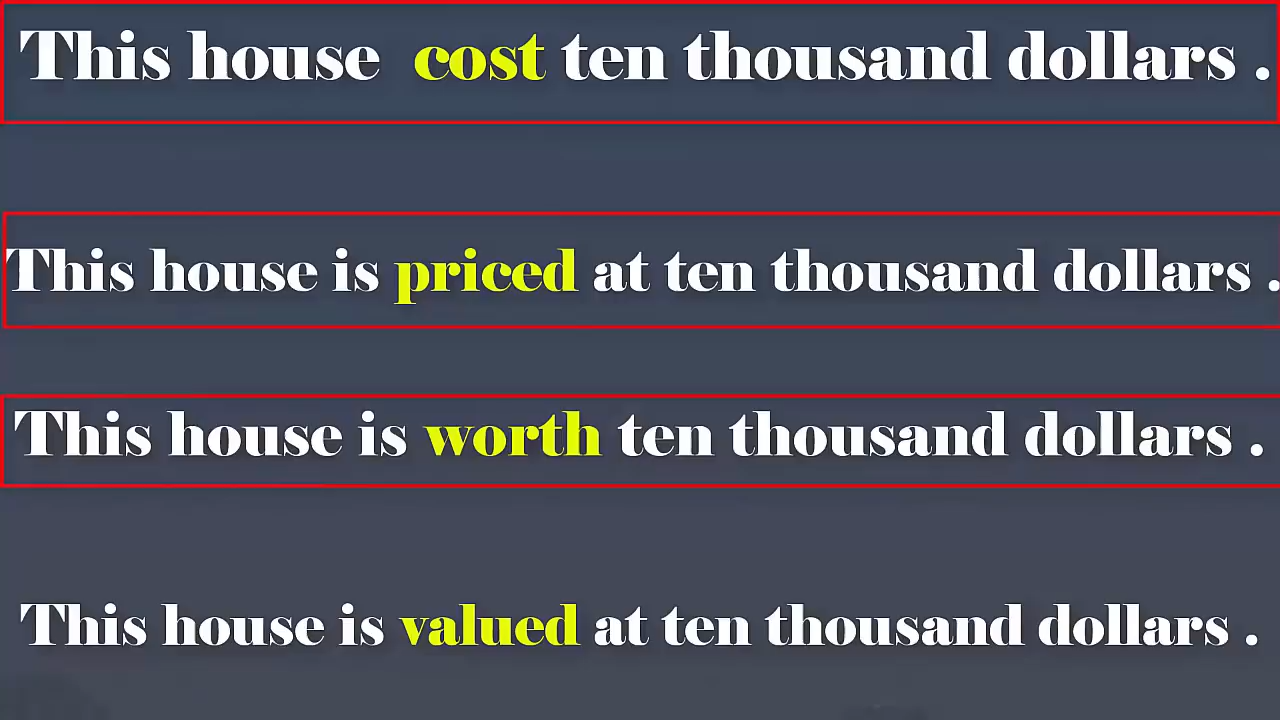 This house cost ten thousand dollars .
This house is priced at ten thousand dollars .
This house is worth ten thousand dollars .
This house is valued at ten thousand dollars .